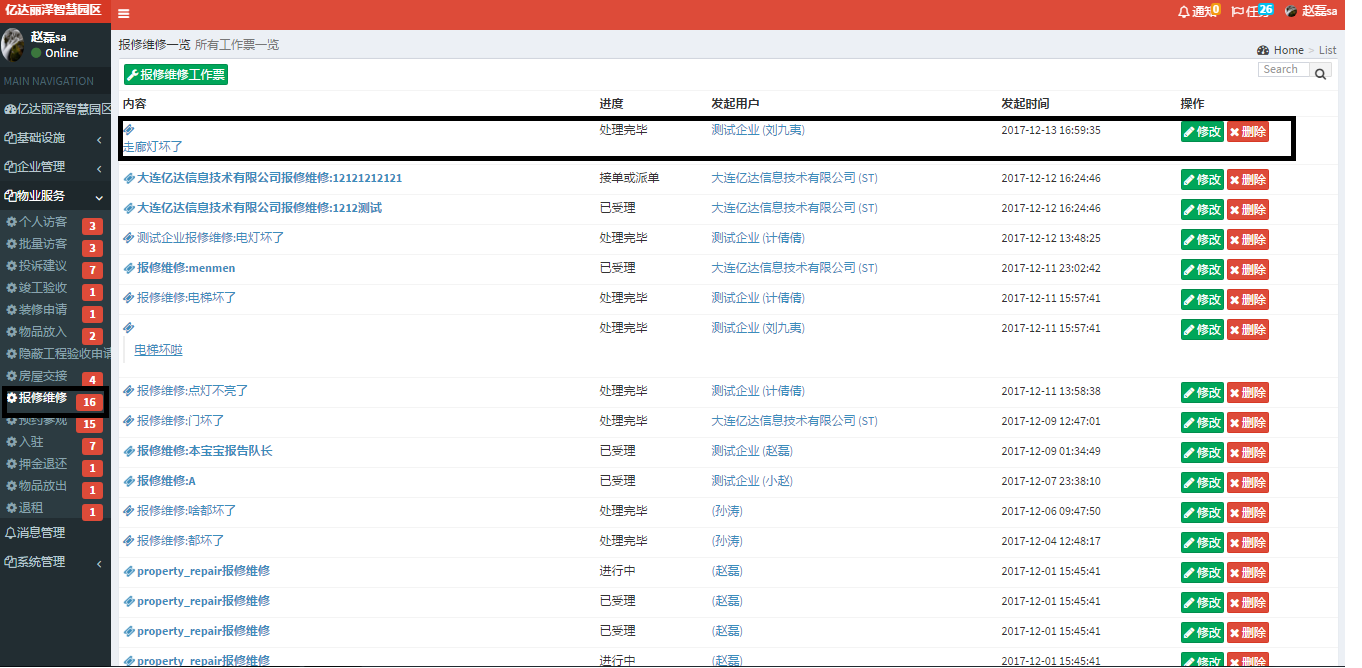 亿达丽泽智慧园区
通知 0 任务 26 赵磊sa
赵磊sa
Online
报修维修一览 所有工作票一览
Home > List
MAIN NAVIGATION
亿达丽泽智慧园区
基础设施
企业管理
物业服务
个人访客 3
批量访客 3
投诉建议 7
竣工验收 1
装修申请 1
物品放入 2
隐蔽工程验收申请
房屋交接 4
报修维修 16
预约参观 15
入驻 7
押金退还 1
物品放出 1
退租 1
消息管理
系统管理
报修维修工作票
Search
内容 进度 发起用户 发起时间 操作
处理完毕 测试企业 (刘九夷) 2017-12-13 16:59:35 修改 删除
走廊灯坏了
大连亿达信息技术有限公司报修维修:12121212121 接单或派单 大连亿达信息技术有限公司 (ST) 2017-12-12 16:24:46 修改 删除
大连亿达信息技术有限公司报修维修:1212测试 已受理 大连亿达信息技术有限公司 (ST) 2017-12-12 16:24:46 修改 删除
测试企业报修维修:电灯坏了 处理完毕 测试企业 (计倩倩) 2017-12-12 13:48:25 修改 删除
报修维修:menmen 已受理 大连亿达信息技术有限公司 (ST) 2017-12-11 23:02:42 修改 删除
报修维修:电梯坏了 处理完毕 测试企业 (计倩倩) 2017-12-11 15:57:41 修改 删除
处理完毕 测试企业 (刘九夷) 2017-12-11 15:57:41 修改 删除
电梯坏啦
报修维修:点灯不亮了 处理完毕 测试企业 (计倩倩) 2017-12-11 13:58:38 修改 删除
报修维修:门坏了 处理完毕 大连亿达信息技术有限公司 (ST) 2017-12-09 12:47:01 修改 删除
报修维修:本宝宝报告队长 已受理 测试企业 (赵磊) 2017-12-09 01:34:49 修改 删除
报修维修:A 已受理 测试企业 (小赵) 2017-12-07 23:38:10 修改 删除
报修维修:啥都坏了 处理完毕 (孙涛) 2017-12-06 09:47:50 修改 删除
报修维修:都坏了 处理完毕 (孙涛) 2017-12-04 12:48:17 修改 删除
property_repair报修维修 进行中 (赵磊) 2017-12-01 15:45:41 修改 删除
property_repair报修维修 已受理 (赵磊) 2017-12-01 15:45:41 修改 删除
property_repair报修维修 已受理 (赵磊) 2017-12-01 15:45:41 修改 删除
property_repair报修维修 进行中 (赵磊) 2017-12-01 15:45:41 修改 删除